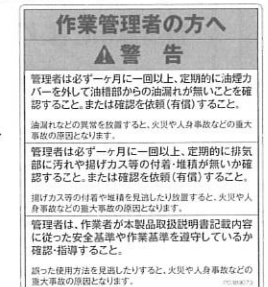 作業管理者の方へ
警 告
管理者は必ず一ヶ月に一回以上、定期的に油煙カ
バーを外して油槽部からの油漏れが無いことを確
認すること。または確認を依頼(有償)すること。
油漏れなどの異常を放置すると、火災や人身事故などの重大
事故の原因となります。
管理者は必ず一ヶ月に一回以上、定期的に排気
部に汚れや揚げカス等の付着・堆積が無いか確
認すること。または確認を依頼(有償)すること。
揚げカス等の付着や堆積を見逃したり放置すると、火災や人
身事故などの重大事故の原因となります。
管理者は、作業者が本製品取扱説明書記載内容
に従った安全基準や作業基準を遵守しているか
確認・指導すること。
誤った使用方法を見逃したりすると、火災や人身事故などの
重大事故の原因となります。